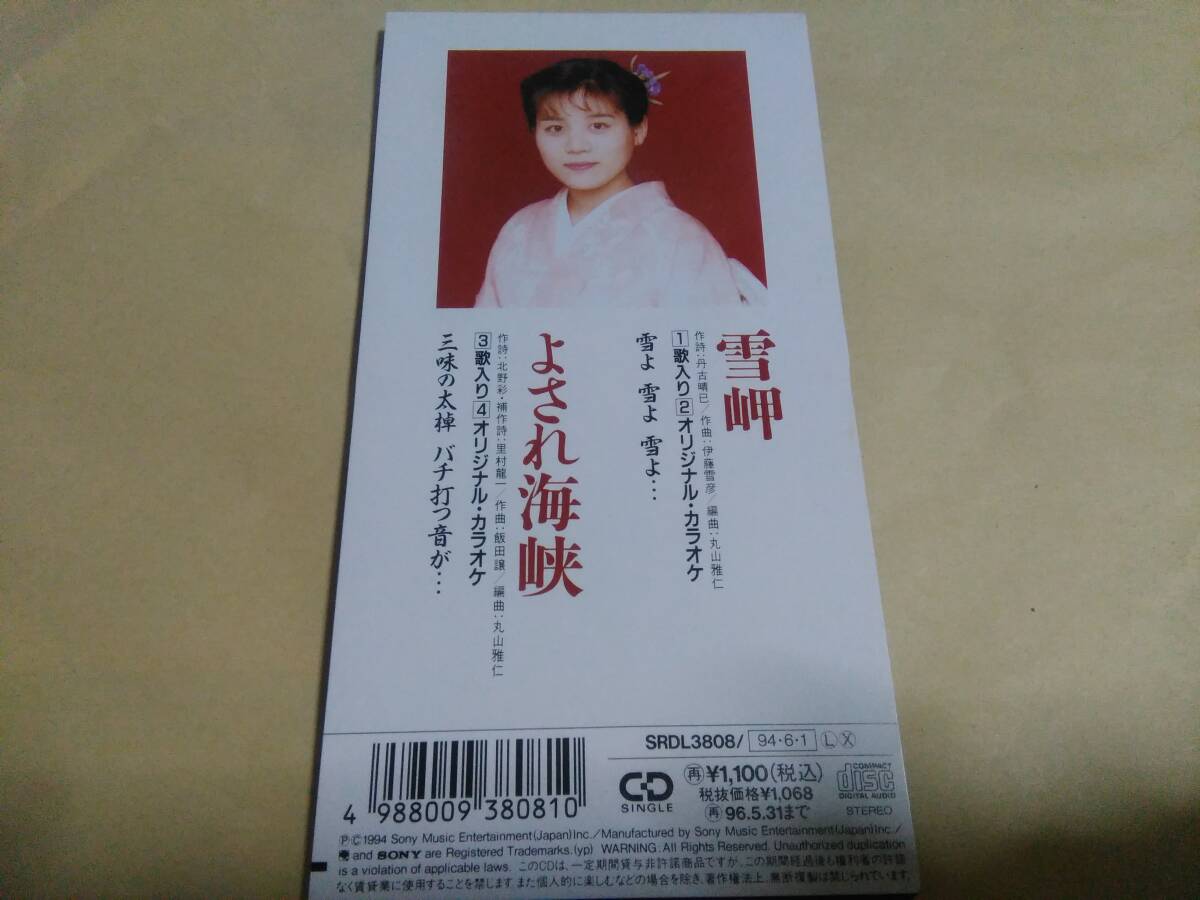 雪岬
作詩:丹古晴已/作曲:伊藤雪彦/編曲:丸山雅仁
1歌入り2オリジナル・カラオケ
雪よ 雪よ 雪よ…
よされ海峡
作詩:北野彩・補作詩:里村龍一/作曲:飯田譲/編曲:丸山雅仁
3歌入り4オリジナル・カラオケ
三味の太棹 バチ打つ音が…
SRDL3808/ 94・6・1 Ⓛ Ⓧ
4 988009 380810
CD SINGLE
再¥1,100(税込)
税抜価格¥1,068
再96.5.31まで
COMPACT disc DIGITAL AUDIO
STEREO
ⓅⒸ1994 Sony Music Entertainment(Japan)Inc./Manufactured by Sony Music Entertainment(Japan)Inc./
and SONY are Registered Trademarks.(yp) WARNING: All Rights Reserved. Unauthorized duplication
is a violation of applicable laws. このCDは、一定期間貸与非許諾商品ですが、この期間経過後も権利者の許諾
なく賃貸業に使用することを禁じます。また個人的に楽しむなどの場合を除き、著作権法上、無断複製は禁じられています。